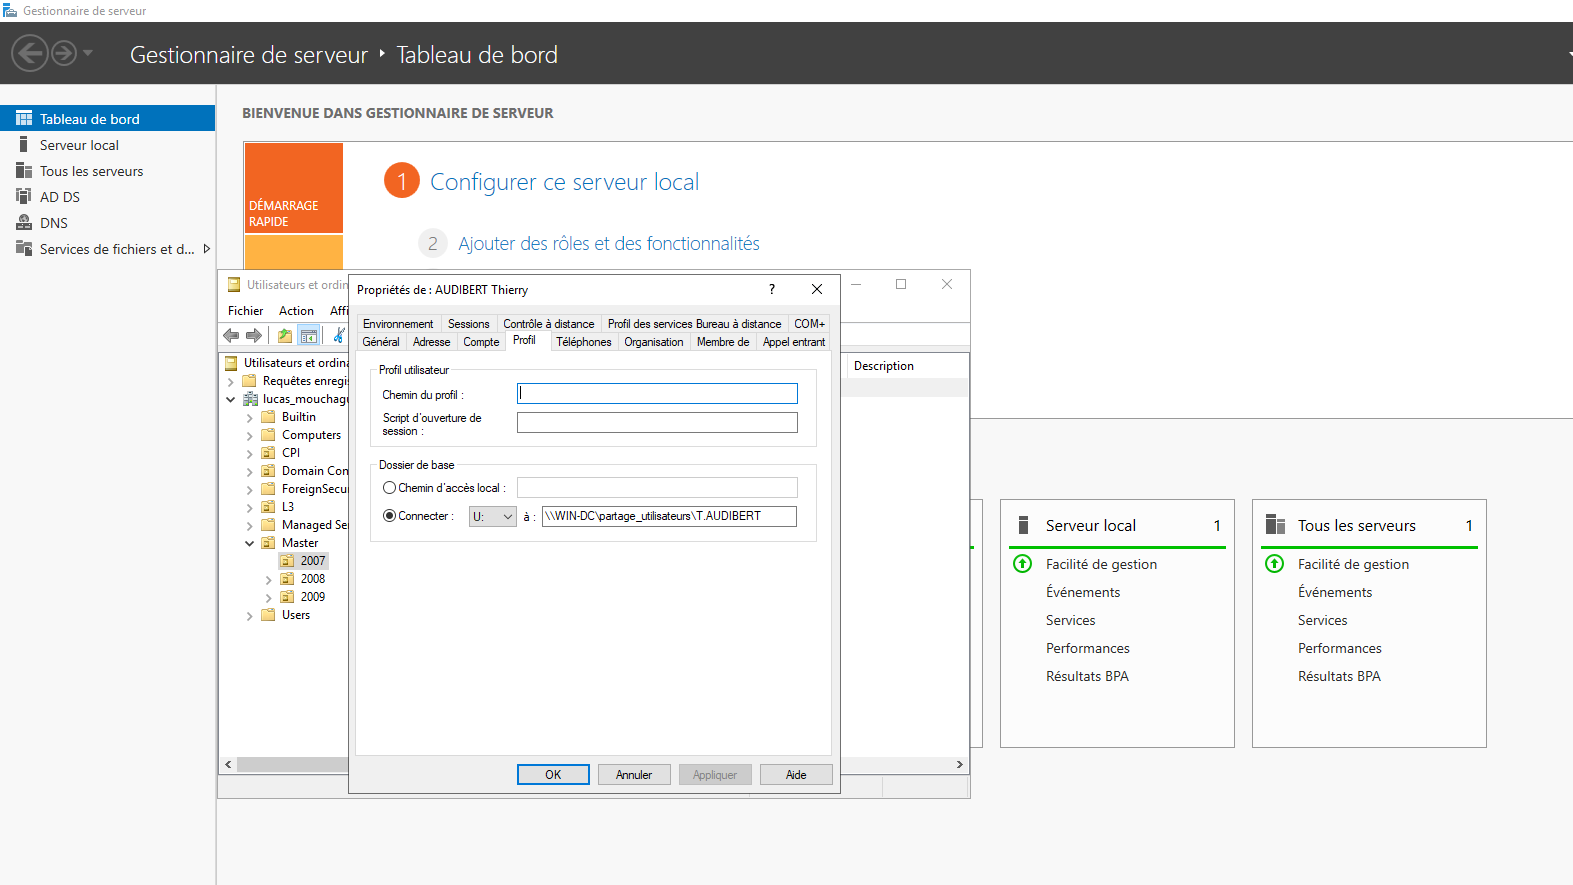 Gestionnaire de serveur
Gestionnaire de serveur ‣ Tableau de bord
Tableau de bord
Serveur local
Tous les serveurs
AD DS
DNS
Services de fichiers et d...
BIENVENUE DANS GESTIONNAIRE DE SERVEUR
DÉMARRAGE
RAPIDE
1 Configurer ce serveur local
2 Ajouter des rôles et des fonctionnalités
Utilisateurs et ordin
Fichier Action Affi
Utilisateurs et ordina
Requêtes enregis
lucas_mouchagu
Builtin
Computers
CPI
Domain Con
ForeignSecur
L3
Managed Se
Master
2007
2008
2009
Users
Description
Propriétés de : AUDIBERT Thierry
?
Environnement Sessions Contrôle à distance Profil des services Bureau à distance COM+
Général Adresse Compte Profil Téléphones Organisation Membre de Appel entrant
Profil utilisateur
Chemin du profil :
Script d'ouverture de
session :
Dossier de base
Chemin d'accès local :
Connecter : U: à : \\WIN-DC\partage_utilisateurs\T.AUDIBERT
OK Annuler Appliquer Aide
Serveur local 1
Facilité de gestion
Événements
Services
Performances
Résultats BPA
Tous les serveurs 1
Facilité de gestion
Événements
Services
Performances
Résultats BPA